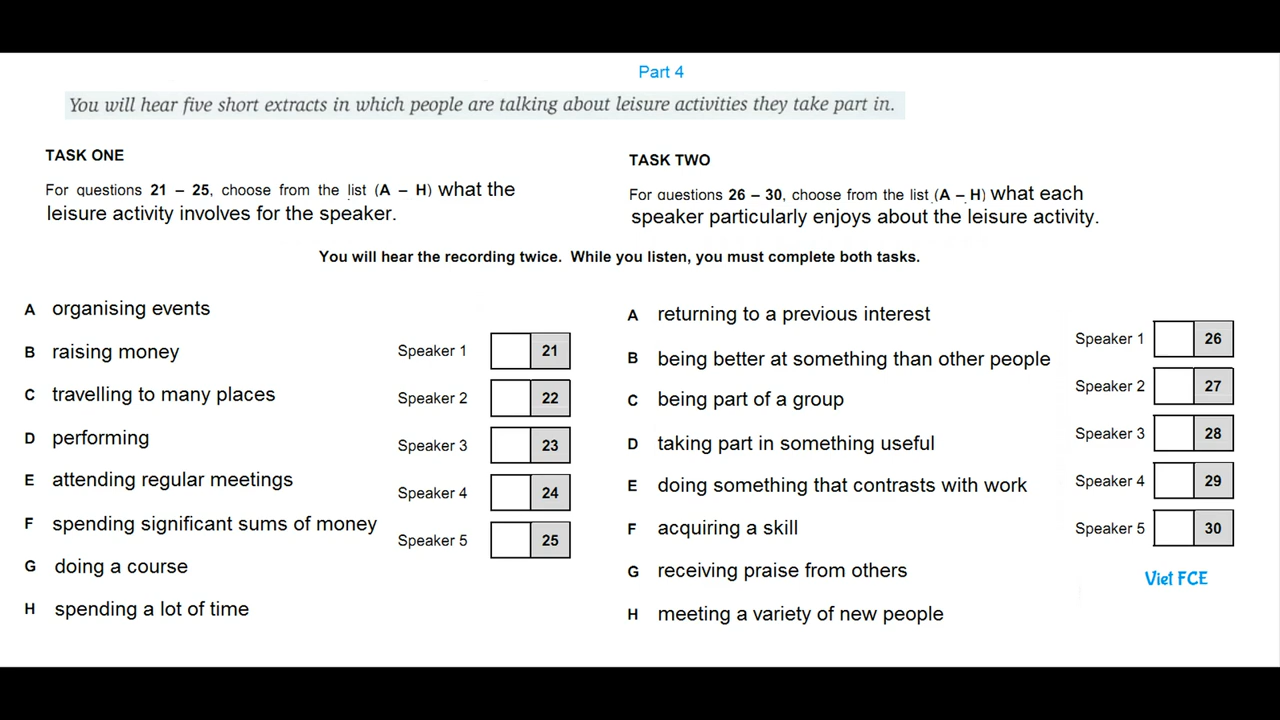 Part 4
You will hear five short extracts in which people are talking about leisure activities they take part in.
TASK ONE
For questions 21 – 25, choose from the list (A – H) what the
leisure activity involves for the speaker.
TASK TWO
For questions 26 – 30, choose from the list (A – H) what each
speaker particularly enjoys about the leisure activity.
You will hear the recording twice. While you listen, you must complete both tasks.
A organising events
B raising money
C travelling to many places
D performing
E attending regular meetings
F spending significant sums of money
G doing a course
H spending a lot of time
Speaker 1 21
Speaker 2 22
Speaker 3 23
Speaker 4 24
Speaker 5 25
A returning to a previous interest
B being better at something than other people
C being part of a group
D taking part in something useful
E doing something that contrasts with work
F acquiring a skill
G receiving praise from others
H meeting a variety of new people
Speaker 1 26
Speaker 2 27
Speaker 3 28
Speaker 4 29
Speaker 5 30
Viet FCE